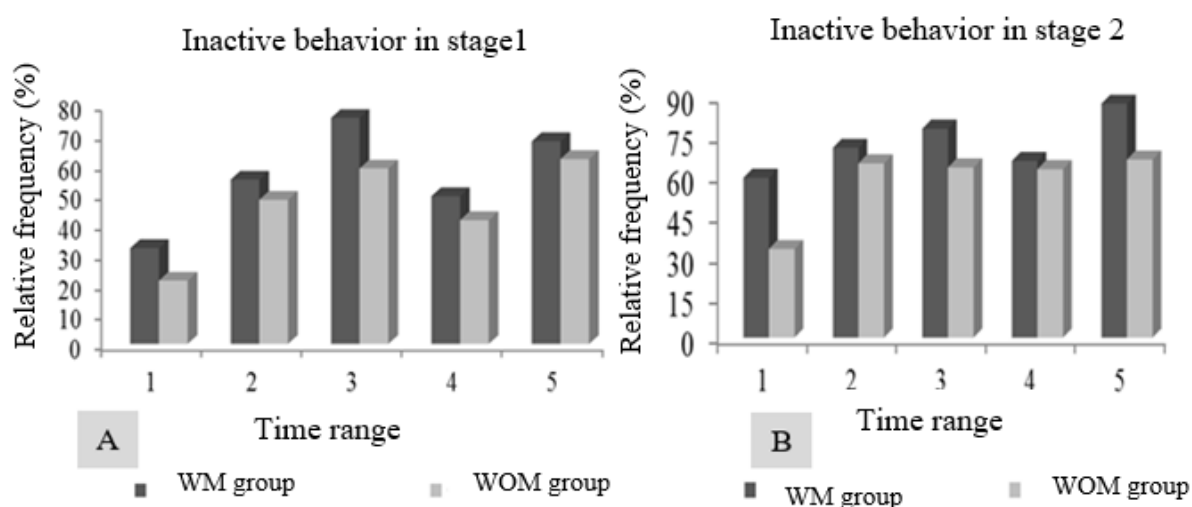 Inactive behavior in stage1
Relative frequency (%)
80
70
60
50
40
30
20
10
0
1 2 3 4 5
Time range
A
WM group WOM group
Inactive behavior in stage 2
Relative frequency (%)
90
75
60
45
30
15
0
1 2 3 4 5
Time range
B
WM group WOM group